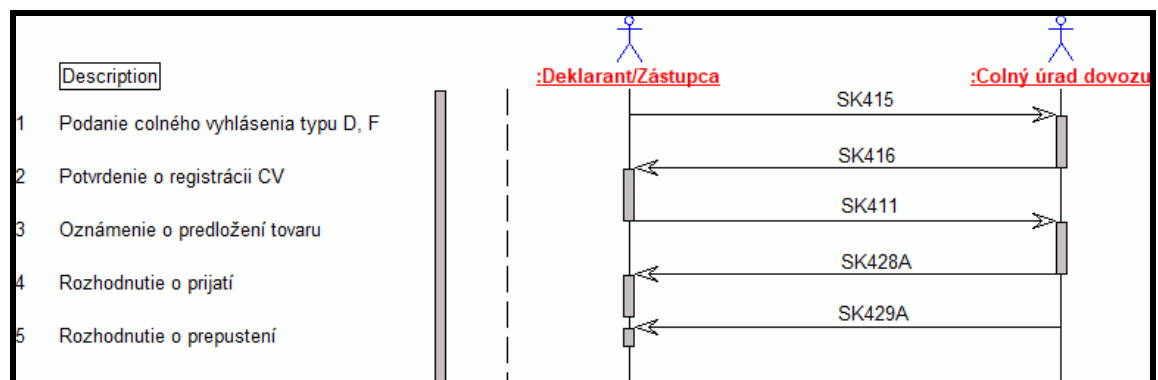 Description
:Deklarant/Zástupca
:Colný úrad dovozu
SK415
1 Podanie colného vyhlásenia typu D, F
SK416
2 Potvrdenie o registrácii CV
SK411
3 Oznámenie o predložení tovaru
SK428A
4 Rozhodnutie o prijatí
SK429A
5 Rozhodnutie o prepustení